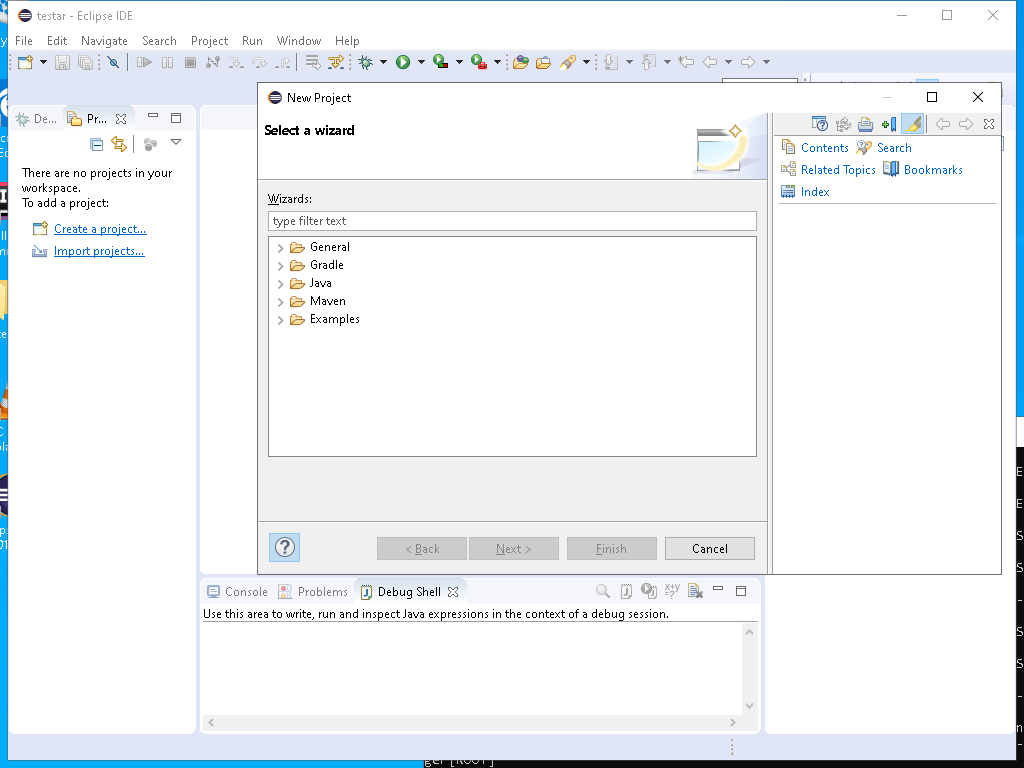 testar - Eclipse IDE
File Edit Navigate Search Project Run Window Help
New Project
Select a wizard
De... Pr...
There are no projects in your
workspace.
To add a project:
Create a project...
Import projects...
Wizards:
type filter text
General
Gradle
Java
Maven
Examples
< Back Next > Finish Cancel
Contents Search
Related Topics Bookmarks
Index
Console Problems Debug Shell
Use this area to write, run and inspect Java expressions in the context of a debug session.